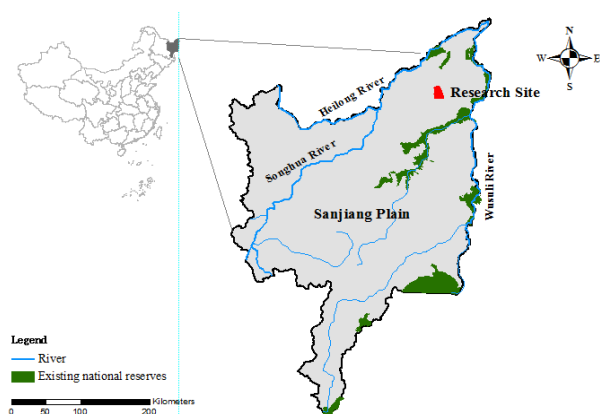 N
W E
S
Heilong River
Research Site
Songhua River
Wusuli River
Sanjiang Plain
Legend
River
Existing national reserves
Kilometers
0 50 100 200